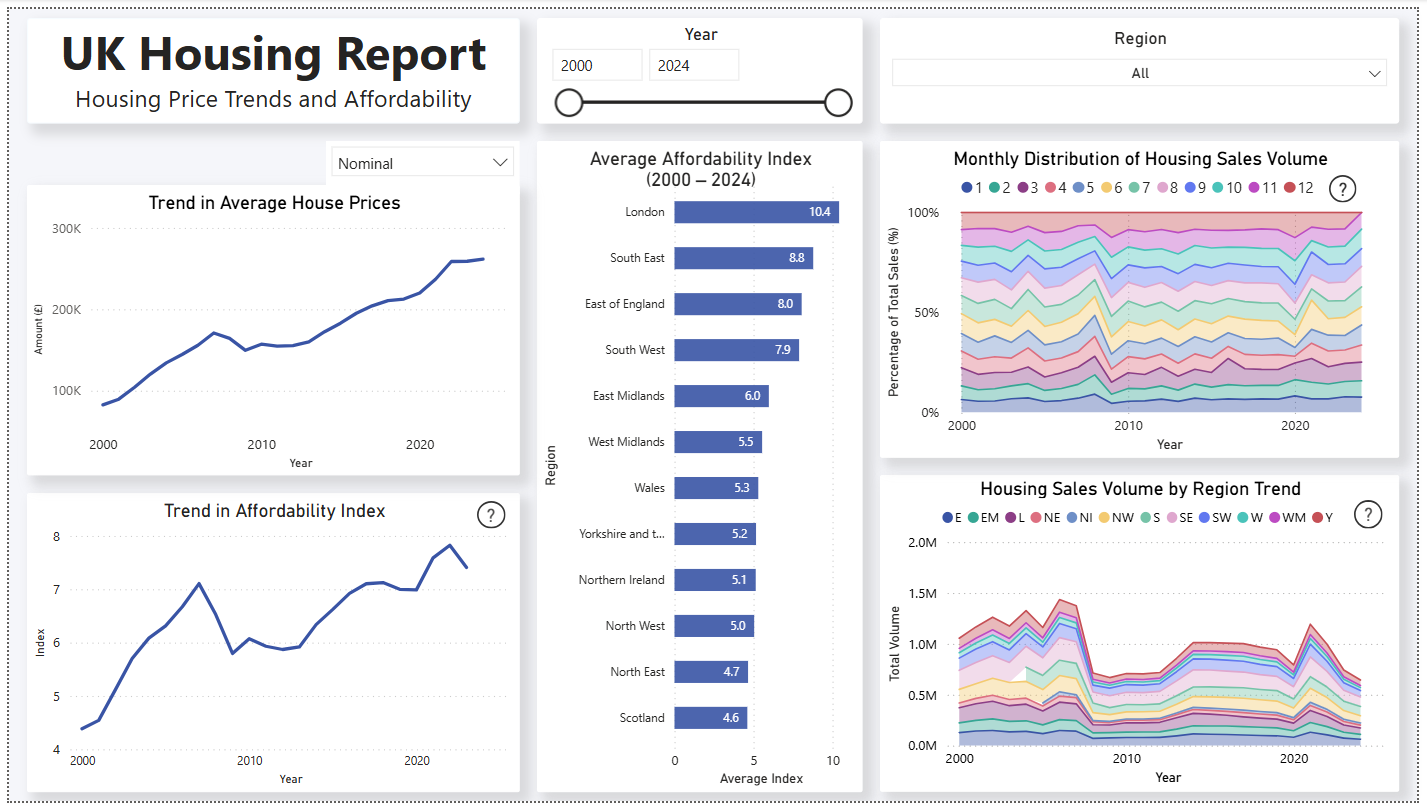 UK Housing Report
Housing Price Trends and Affordability
Year
2000 2024
Region
All
Nominal
Trend in Average House Prices
300K
200K
100K
Amount (£)
2000 2010 2020
Year
Trend in Affordability Index
?
8
7
6
5
4
Index
2000 2010 2020
Year
Average Affordability Index
(2000 – 2024)
Region
London 10.4
South East 8.8
East of England 8.0
South West 7.9
East Midlands 6.0
West Midlands 5.5
Wales 5.3
Yorkshire and t... 5.2
Northern Ireland 5.1
North West 5.0
North East 4.7
Scotland 4.6
0 5 10
Average Index
Monthly Distribution of Housing Sales Volume
1 2 3 4 5 6 7 8 9 10 11 12
?
100%
50%
0%
Percentage of Total Sales (%)
2000 2010 2020
Year
Housing Sales Volume by Region Trend
E EM L NE NI NW S SE SW W WM Y
?
2.0M
1.5M
1.0M
0.5M
0.0M
Total Volume
2000 2010 2020
Year